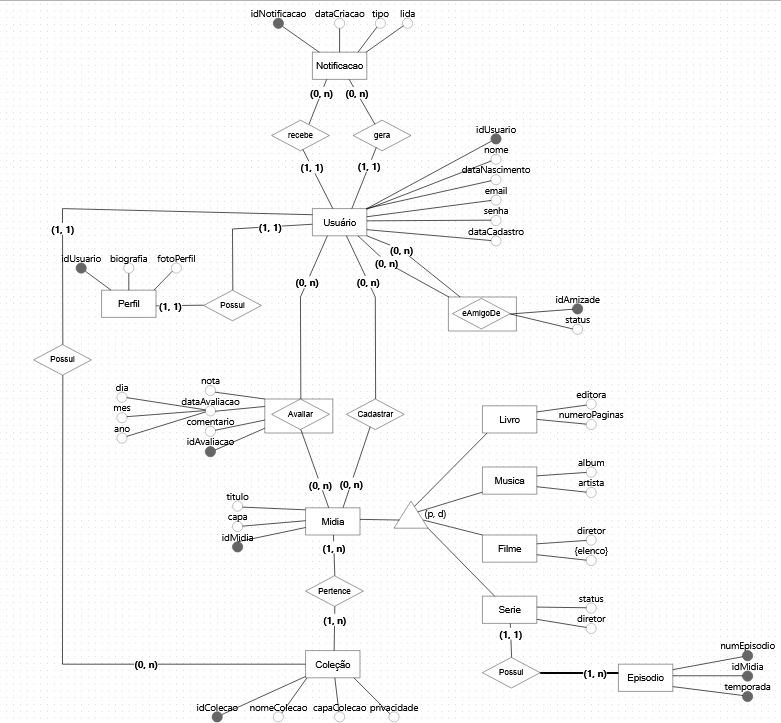 idNotificacao dataCriacao tipo lida
Notificacao
(0, n) (0, n)
recebe gera
(1, 1) (1, 1)
idUsuario
nome
dataNascimento
email
senha
dataCadastro
Usuário
(1, 1) (1, 1)
(0, n)
(0, n)
idUsuario biografia fotoPerfil
Perfil (1, 1) Possui
(0, n) (0, n)
eAmigoDe
idAmizade
status
Possui
dia
mes
ano
nota
dataAvaliacao
comentario
idAvaliacao
Avaliar Cadastrar
Livro
editora
numeroPaginas
Musica
album
artista
(0, n) (0, n)
titulo
capa
idMidia
Midia
(p, d)
Filme
diretor
{elenco}
(1, n)
Pertence
(1, n)
Serie
status
diretor
(1, 1)
(0, n) Coleção
Possui (1, n) Episodio
numEpisodio
idMidia
temporada
idColecao nomeColecao capaColecao privacidade